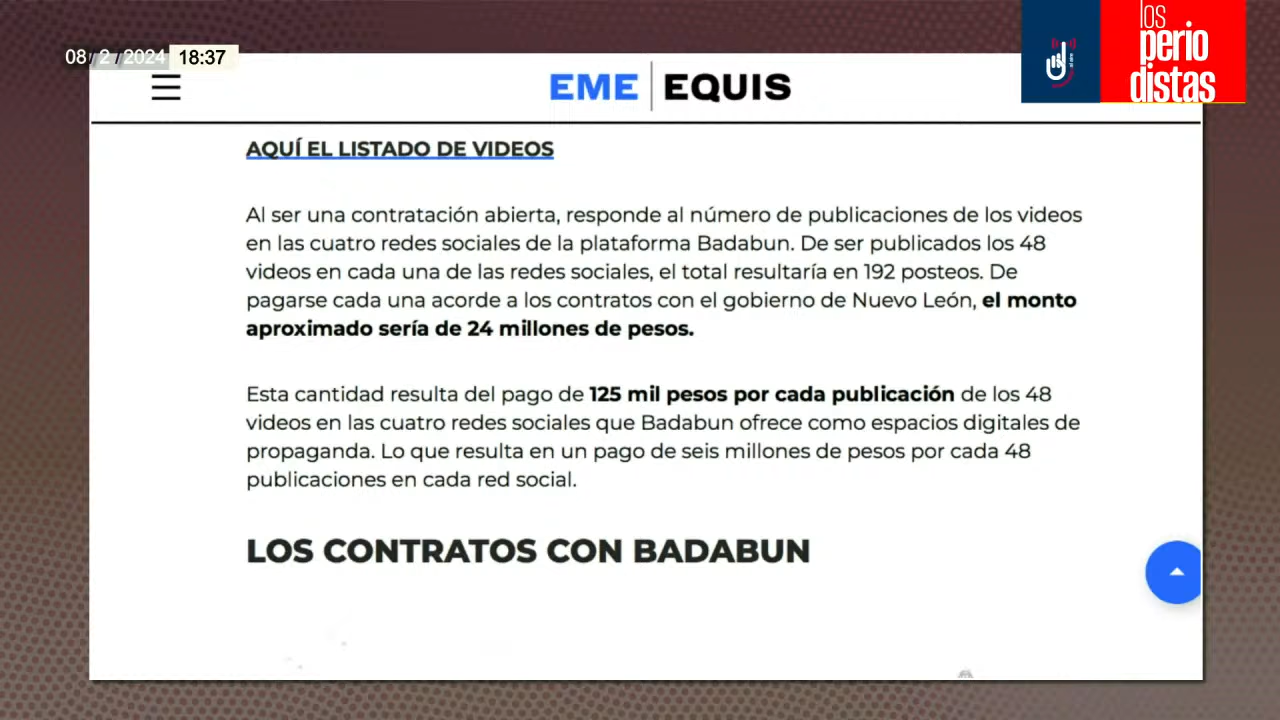 08 / 2 / 2024 18:37
los
perio
distas
EME | EQUIS
AQUÍ EL LISTADO DE VIDEOS
Al ser una contratación abierta, responde al número de publicaciones de los videos
en las cuatro redes sociales de la plataforma Badabun. De ser publicados los 48
videos en cada una de las redes sociales, el total resultaría en 192 posteos. De
pagarse cada una acorde a los contratos con el gobierno de Nuevo León, el monto
aproximado sería de 24 millones de pesos.
Esta cantidad resulta del pago de 125 mil pesos por cada publicación de los 48
videos en las cuatro redes sociales que Badabun ofrece como espacios digitales de
propaganda. Lo que resulta en un pago de seis millones de pesos por cada 48
publicaciones en cada red social.
LOS CONTRATOS CON BADABUN